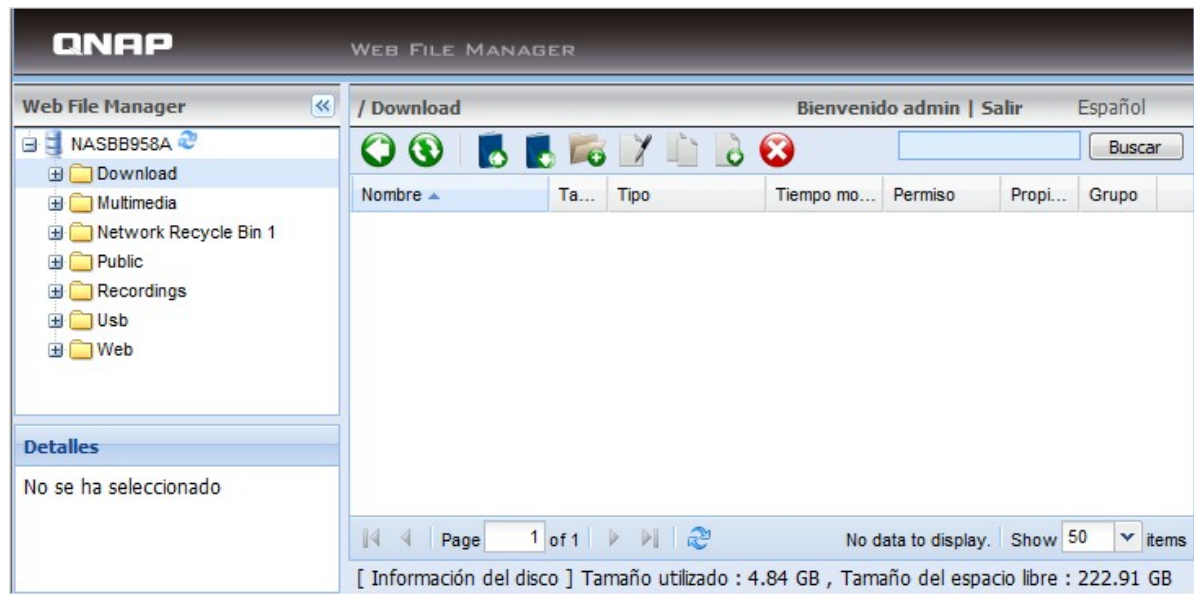 QNAP
WEB FILE MANAGER
Web File Manager
/ Download
Bienvenido admin | Salir
Español
NASBB958A
Download
Multimedia
Network Recycle Bin 1
Public
Recordings
Usb
Web
Buscar
Nombre
Ta...
Tipo
Tiempo mo...
Permiso
Propi...
Grupo
Detalles
No se ha seleccionado
Page 1 of 1
No data to display.
Show 50 items
[ Información del disco ] Tamaño utilizado : 4.84 GB , Tamaño del espacio libre : 222.91 GB